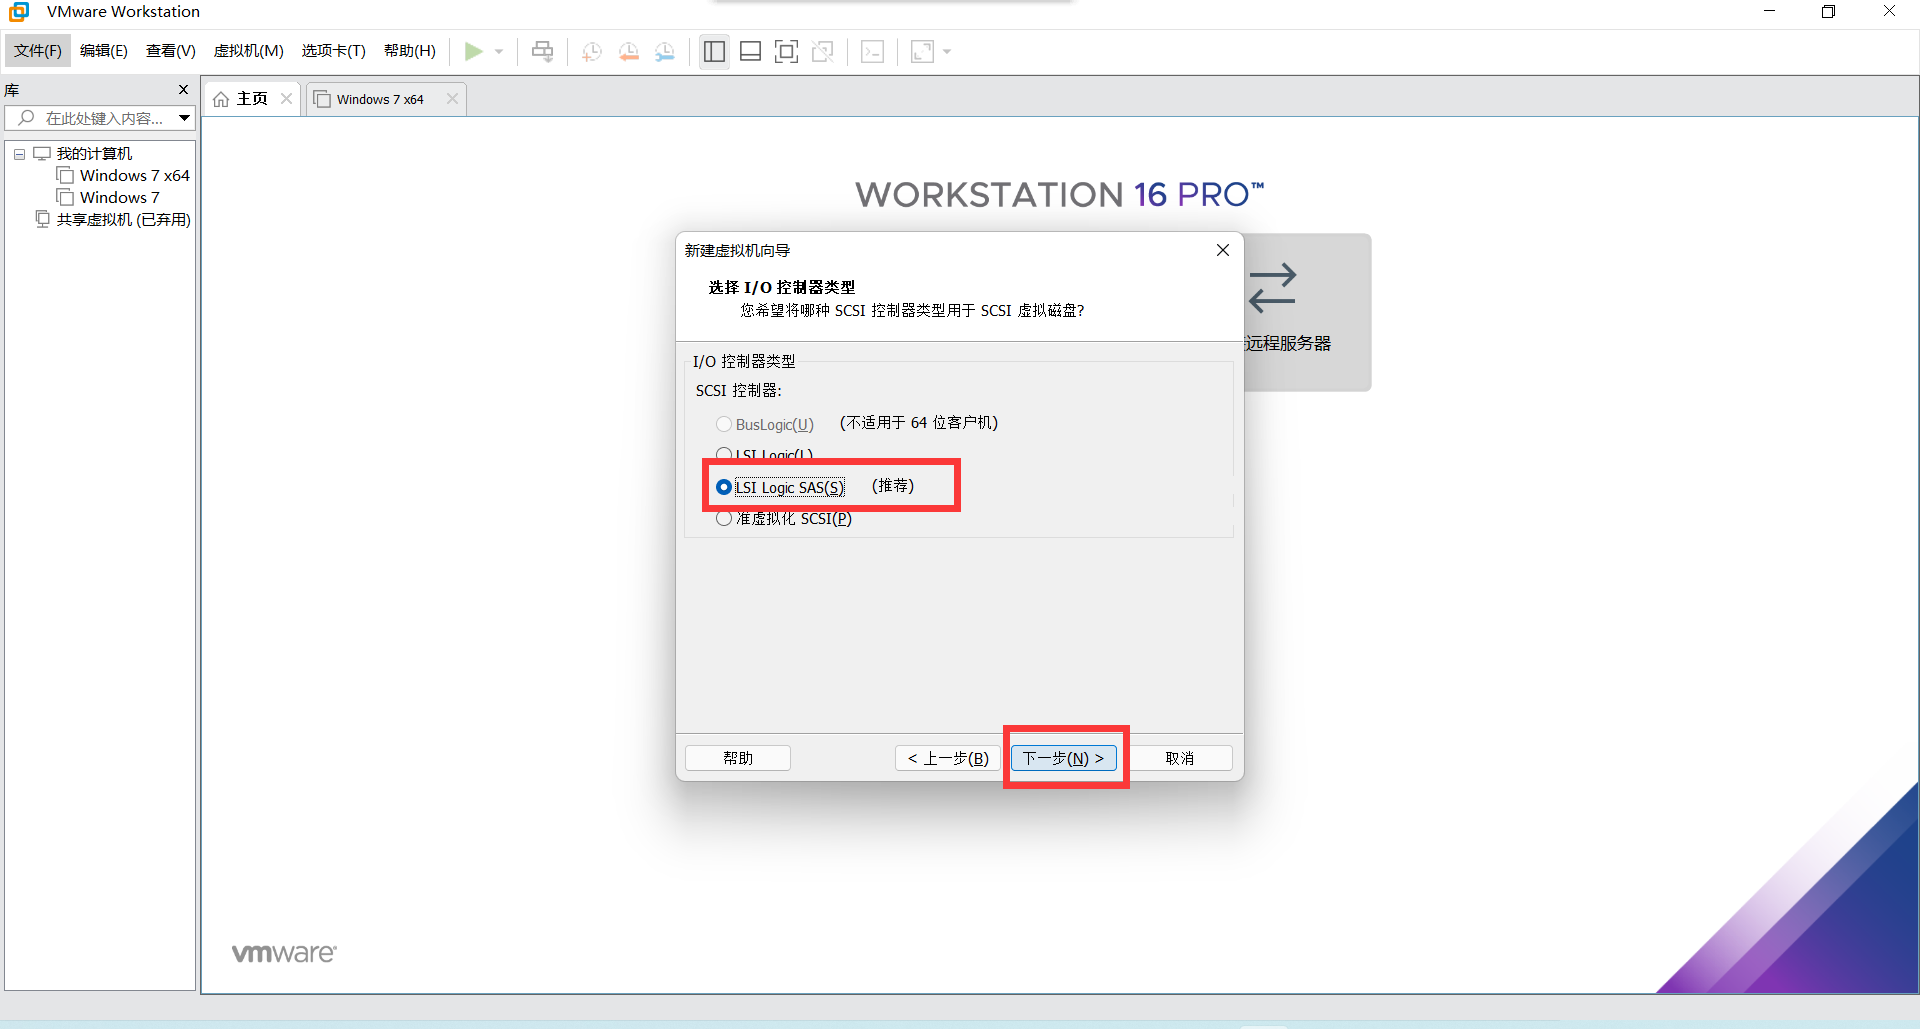 VMware Workstation
文件(F) 编辑(E) 查看(V) 虚拟机(M) 选项卡(T) 帮助(H)
库
在此处键入内容...
我的计算机
Windows 7 x64
Windows 7
共享虚拟机 (已弃用)
主页
Windows 7 x64
WORKSTATION 16 PRO™
远程服务器
新建虚拟机向导
选择 I/O 控制器类型
您希望将哪种 SCSI 控制器类型用于 SCSI 虚拟磁盘?
I/O 控制器类型
SCSI 控制器:
BusLogic(U) (不适用于 64 位客户机)
LSI Logic(L)
LSI Logic SAS(S) (推荐)
准虚拟化 SCSI(P)
帮助 < 上一步(B) 下一步(N) > 取消
vmware